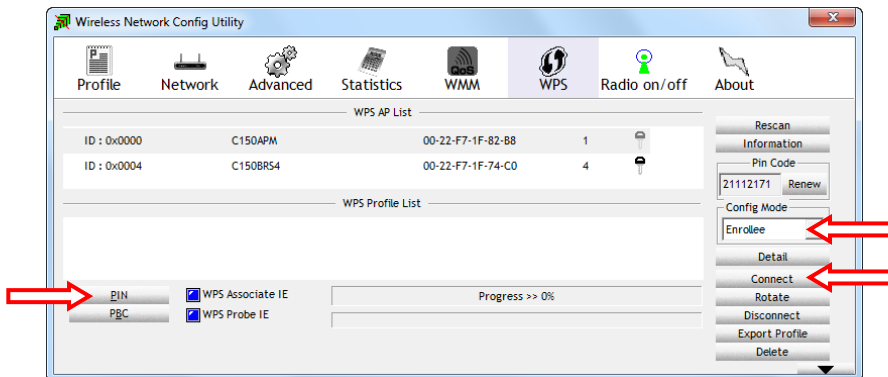 Wireless Network Config Utility
Profile Network Advanced Statistics WMM WPS Radio on/off About
QoS
WPS AP List
ID : 0x0000 C150APM 00-22-F7-1F-82-B8 1
ID : 0x0004 C150BRS4 00-22-F7-1F-74-C0 4
WPS Profile List
PIN WPS Associate IE Progress >> 0%
PBC WPS Probe IE
Rescan
Information
Pin Code
21112171 Renew
Config Mode
Enrollee
Detail
Connect
Rotate
Disconnect
Export Profile
Delete